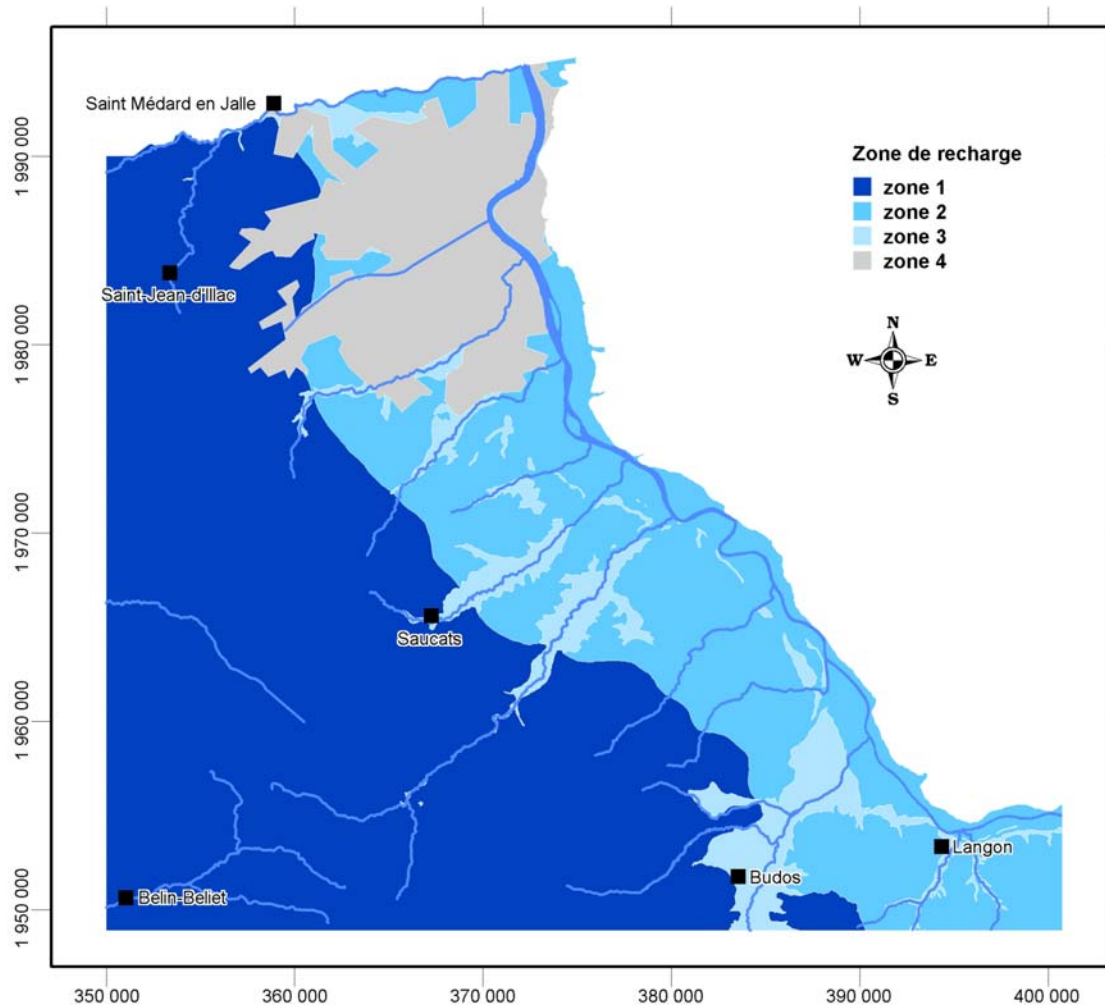 Saint Médard en Jalle
Zone de recharge
zone 1
zone 2
zone 3
zone 4
Saint-Jean-d'Illac
N
W E
S
Saucats
Langon
Budos
Belin-Beliet
1 990 000
1 980 000
1 970 000
1 960 000
1 950 000
350 000 360 000 370 000 380 000 390 000 400 000